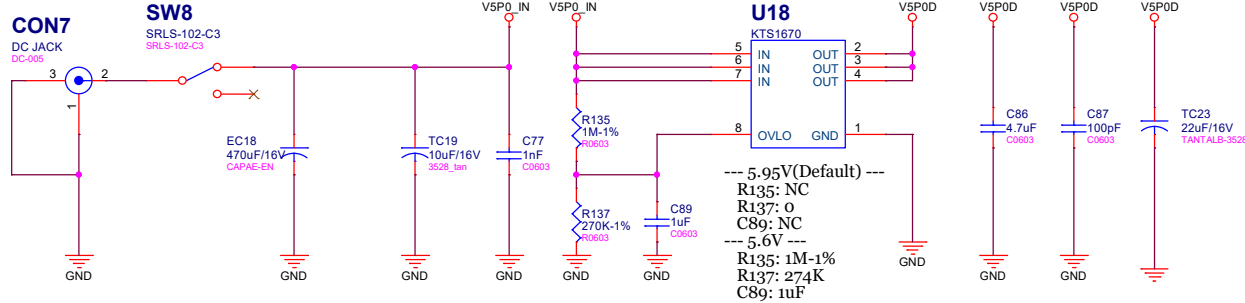 CON7
DC JACK
DC-005
3
2
1
SW8
SRLS-102-C3
SRLS-102-C3
EC18
470uF/16V
CAPAE-EN
GND
GND
TC19
10uF/16V
3528_tan
GND
V5P0_IN
C77
1nF
C0603
GND
V5P0_IN
R135
1M-1%
R0603
R137
270K-1%
R0603
GND
C89
1uF
C0603
GND
U18
KTS1670
5 IN OUT 2
6 IN OUT 3
7 IN OUT 4
8 OVLO GND 1
V5P0D
GND
--- 5.95V(Default) ---
R135: NC
R137: 0
C89: NC
--- 5.6V ---
R135: 1M-1%
R137: 274K
C89: 1uF
V5P0D
C86
4.7uF
C0603
GND
V5P0D
C87
100pF
C0603
GND
V5P0D
TC23
22uF/16V
TANTALB-3528